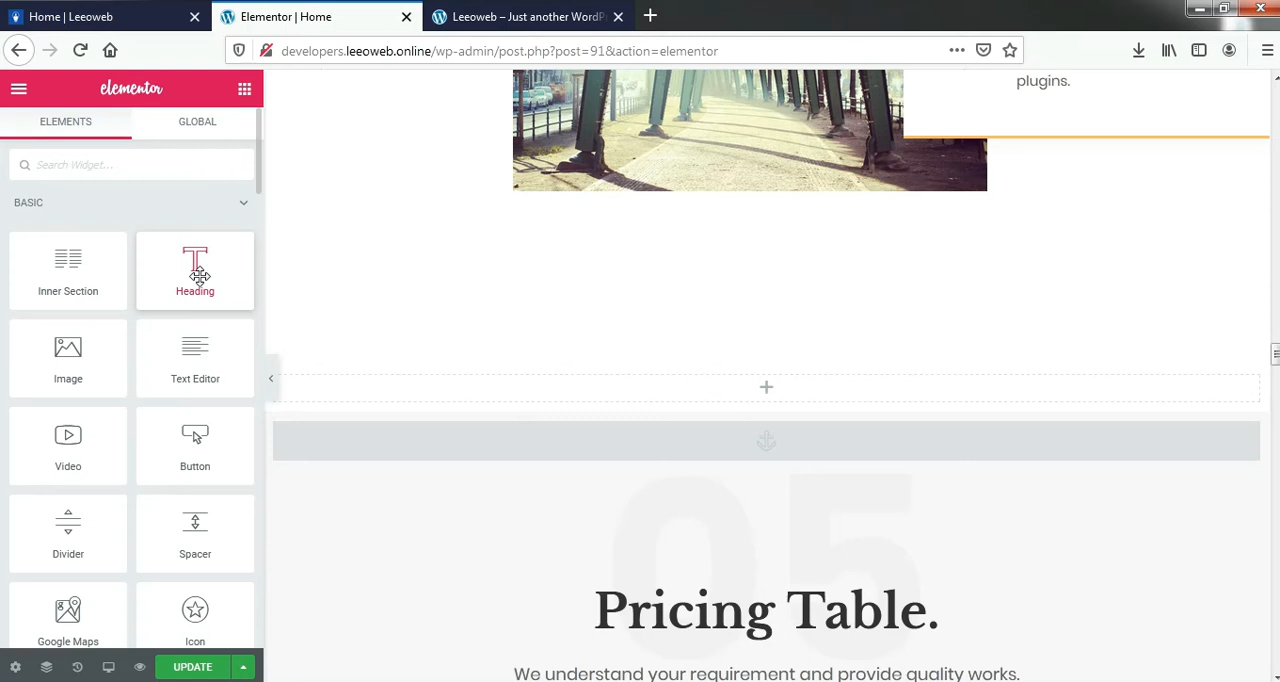 Home | Leeoweb
Elementor | Home
Leeoweb – Just another WordP
developers.leeoweb.online/wp-admin/post.php?post=91&action=elementor
elementor
ELEMENTS
GLOBAL
Search Widget...
BASIC
Inner Section
Heading
Image
Text Editor
Video
Button
Divider
Spacer
Google Maps
Icon
UPDATE
plugins.
05
Pricing Table.
We understand your requirement and provide quality works.